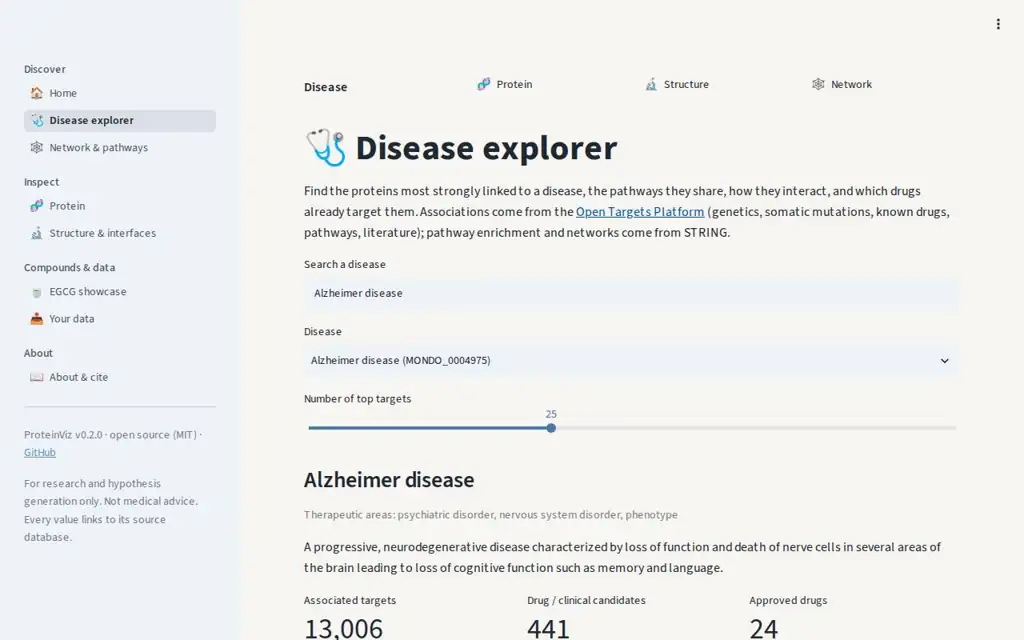 Discover
Home
Disease explorer
Network & pathways
Inspect
Protein
Structure & interfaces
Compounds & data
EGCG showcase
Your data
About
About & cite
ProteinViz v0.2.0 · open source (MIT) ·
GitHub
For research and hypothesis
generation only. Not medical advice.
Every value links to its source
database.
Disease
Protein
Structure
Network
Disease explorer
Find the proteins most strongly linked to a disease, the pathways they share, how they interact, and which drugs
already target them. Associations come from the Open Targets Platform (genetics, somatic mutations, known drugs,
pathways, literature); pathway enrichment and networks come from STRING.
Search a disease
Alzheimer disease
Disease
Alzheimer disease (MONDO_0004975)
Number of top targets
25
Alzheimer disease
Therapeutic areas: psychiatric disorder, nervous system disorder, phenotype
A progressive, neurodegenerative disease characterized by loss of function and death of nerve cells in several areas of
the brain leading to loss of cognitive function such as memory and language.
Associated targets
Drug / clinical candidates
Approved drugs
13,006
441
24